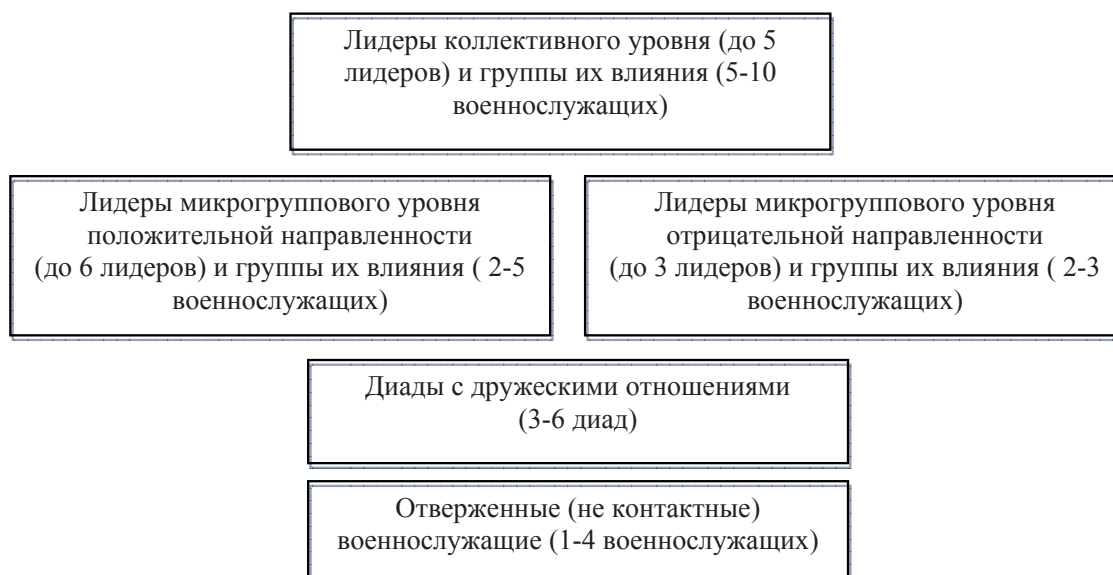 Лидеры коллективного уровня (до 5
лидеров) и группы их влияния (5-10
военнослужащих)
Лидеры микрогруппового уровня
положительной направленности
(до 6 лидеров) и группы их влияния ( 2-5
военнослужащих)
Лидеры микрогруппового уровня
отрицательной направленности
(до 3 лидеров) и группы их влияния ( 2-3
военнослужащих)
Диады с дружескими отношениями
(3-6 диад)
Отверженные (не контактные)
военнослужащие (1-4 военнослужащих)